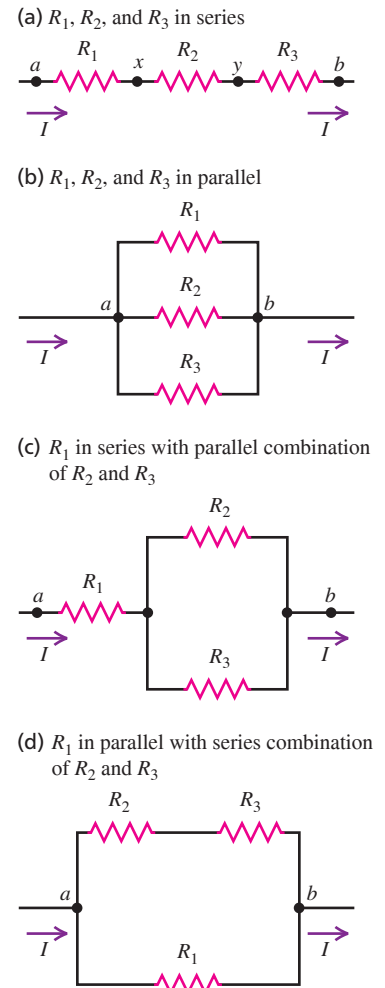 (a) R₁, R₂, and R₃ in series
a R₁ x R₂ y R₃ b
I I
(b) R₁, R₂, and R₃ in parallel
R₁
a R₂ b
I R₃ I
(c) R₁ in series with parallel combination
of R₂ and R₃
R₂
a R₁ b
I R₃ I
(d) R₁ in parallel with series combination
of R₂ and R₃
R₂ R₃
a b
I R₁ I